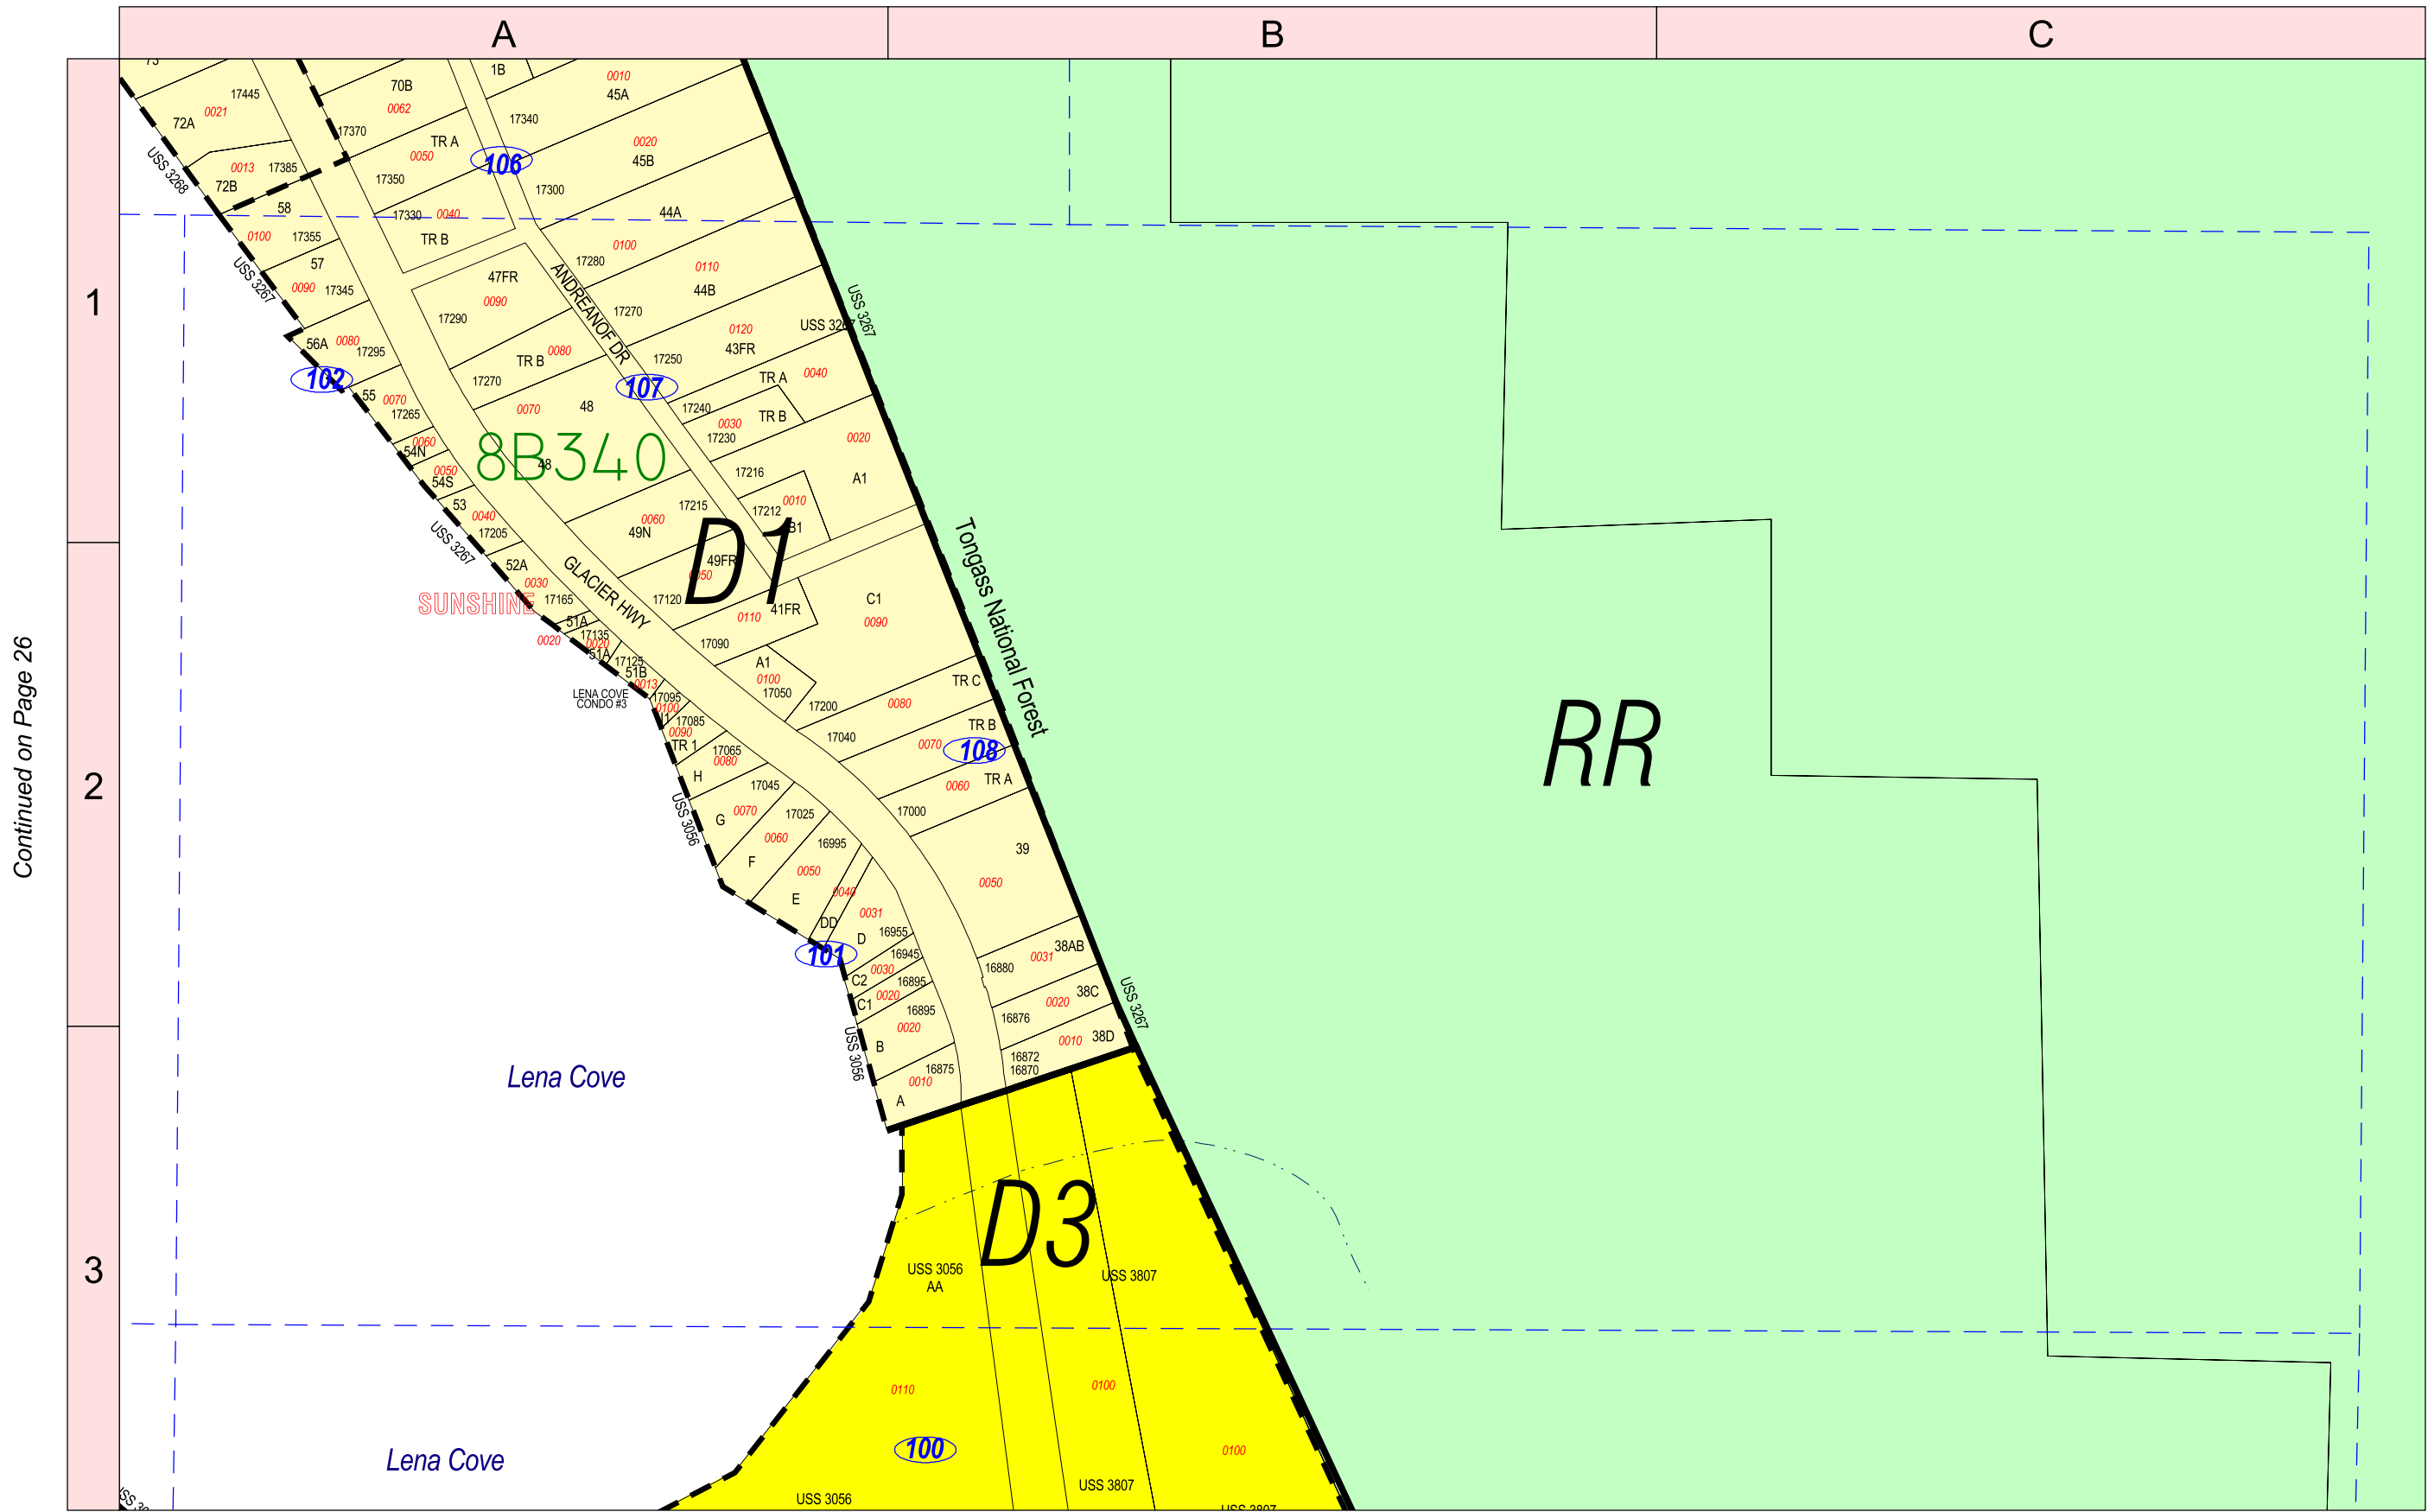 A
B
C
1
2
3
Continued on Page 26
1B
0010
45A
70B
0062
17445
0021
72A
17340
17370
TR A
0050
0020
45B
106
0013
17385
72B
USS 3268
17350
17300
58
17330
0040
44A
TR B
0100
17355
0100
57
17280
0110
44B
USS 3267
0090
17345
47FR
0090
ANDREANOF DR
17290
17270
USS 3267
USS 3267
0120
43FR
56A
0080
17295
TR B
0080
17250
TR A
0040
102
17270
107
55
0070
17265
0070
48
17240
0030
TR B
17230
0020
0060
54N
8B340
48
0050
54S
17216
A1
53
0040
17205
USS 3267
0060
49N
17215
17212
0010
B1
D1
Tongass National Forest
52A
0030
17165
SUNSHINE
GLACIER HWY
49FR
0050
17120
41FR
0110
C1
0090
51A
17135
0020
0020
51A
17125
51B
0013
17090
A1
0100
17050
LENA COVE
CONDO #3
17095
0100
17085
0090
TR 1
17200
0080
TR C
17040
0070
TR B
108
17065
0080
H
TR A
0060
17045
17000
G
0070
17025
USS 3056
0060
F
16995
0050
E
39
0050
0040
DD
0031
D
16955
101
16945
0030
C2
16895
0020
C1
16895
0020
B
38AB
0031
16880
38C
0020
16876
USS 3267
38D
0010
16872
16870
USS 3056
16875
0010
A
Lena Cove
RR
D3
USS 3056
AA
USS 3807
0110
0100
100
0100
Lena Cove
USS 3807
USS 3056